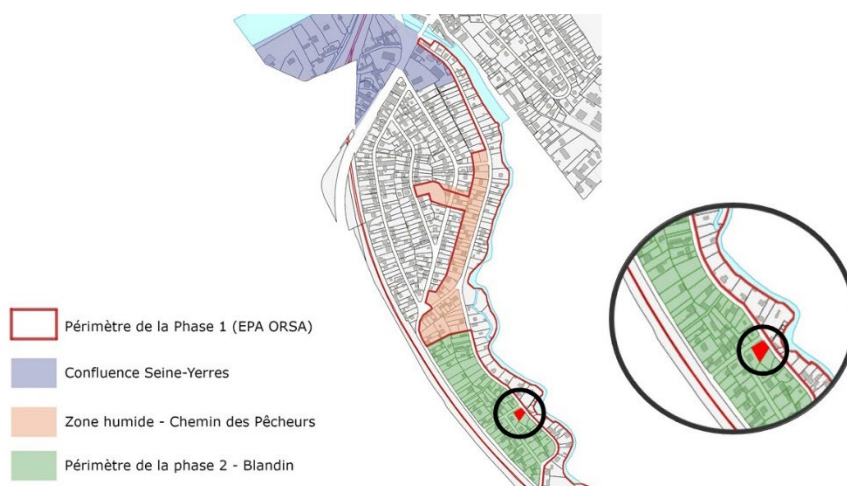 Périmètre de la Phase 1 (EPA ORSA)
Confluence Seine-Yerres
Zone humide - Chemin des Pêcheurs
Périmètre de la phase 2 - Blandin